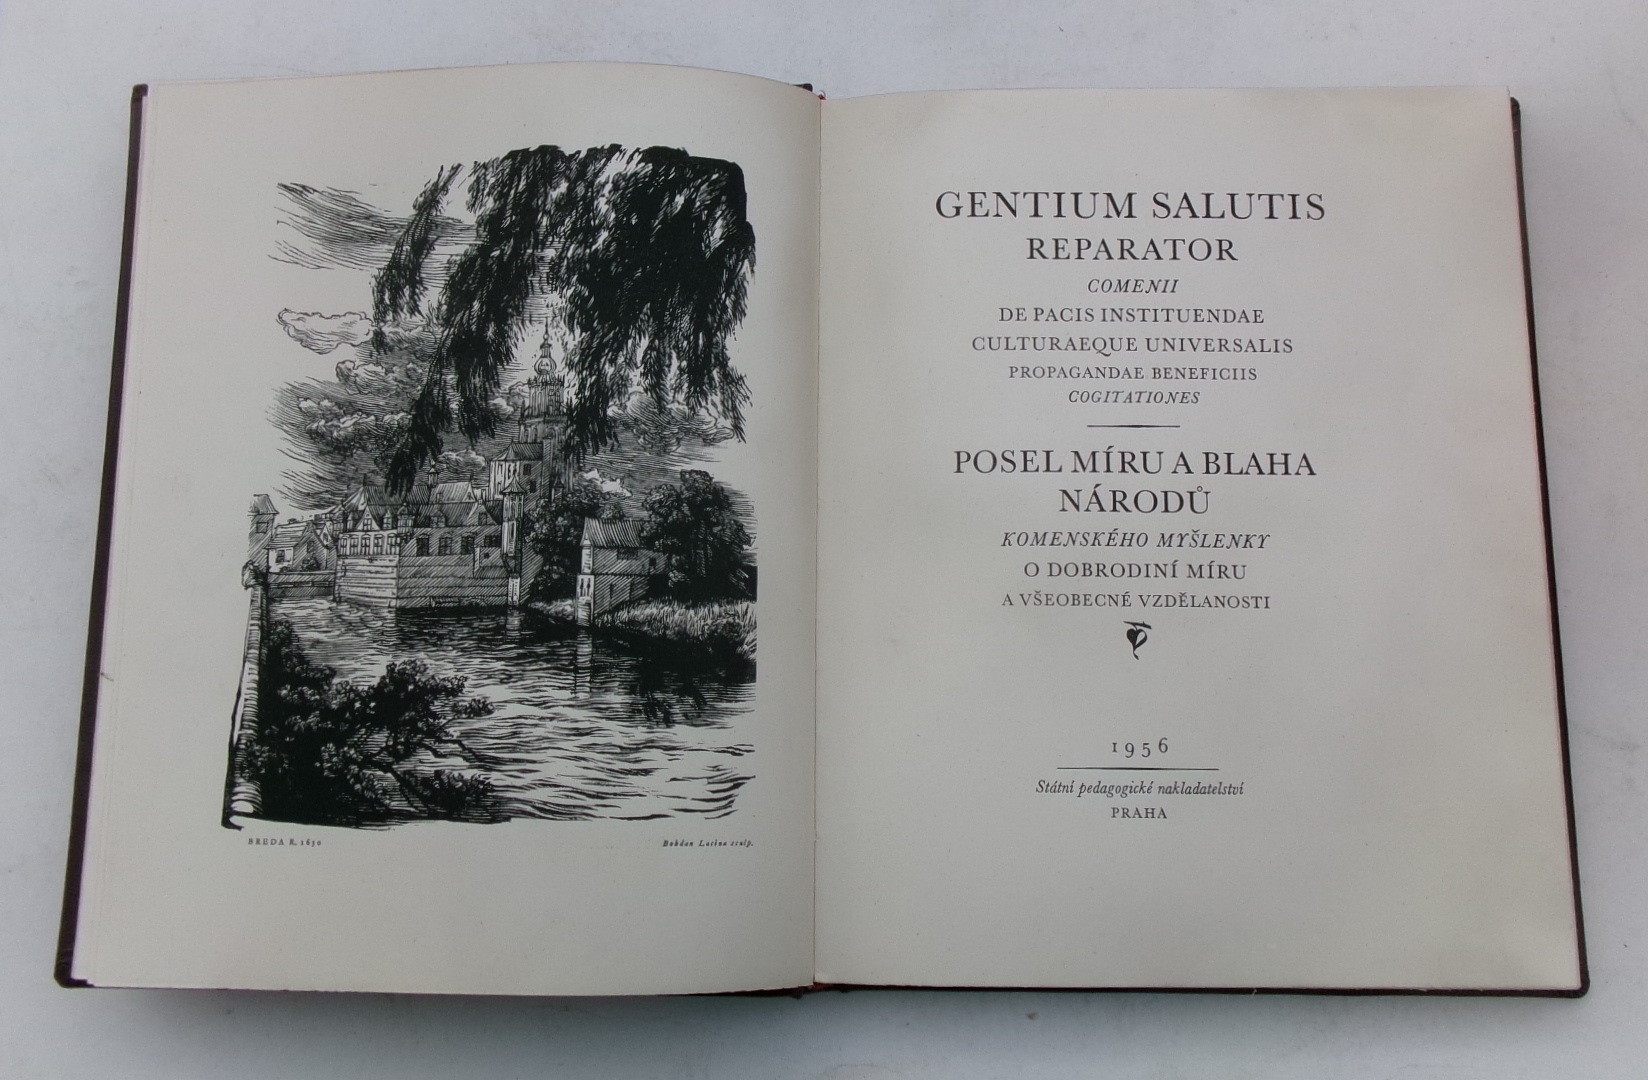 BREDA R. 1650
Bohdan Lacina sculp.
GENTIUM SALUTIS
REPARATOR
COMENII
DE PACIS INSTITUENDAE
CULTURAEQUE UNIVERSALIS
PROPAGANDAE BENEFICIIS
COGITATIONES
POSEL MÍRU A BLAHA
NÁRODŮ
KOMENSKÉHO MYŠLENKY
O DOBRODINÍ MÍRU
A VŠEOBECNÉ VZDĚLANOSTI
1956
Státní pedagogické nakladatelství
PRAHA